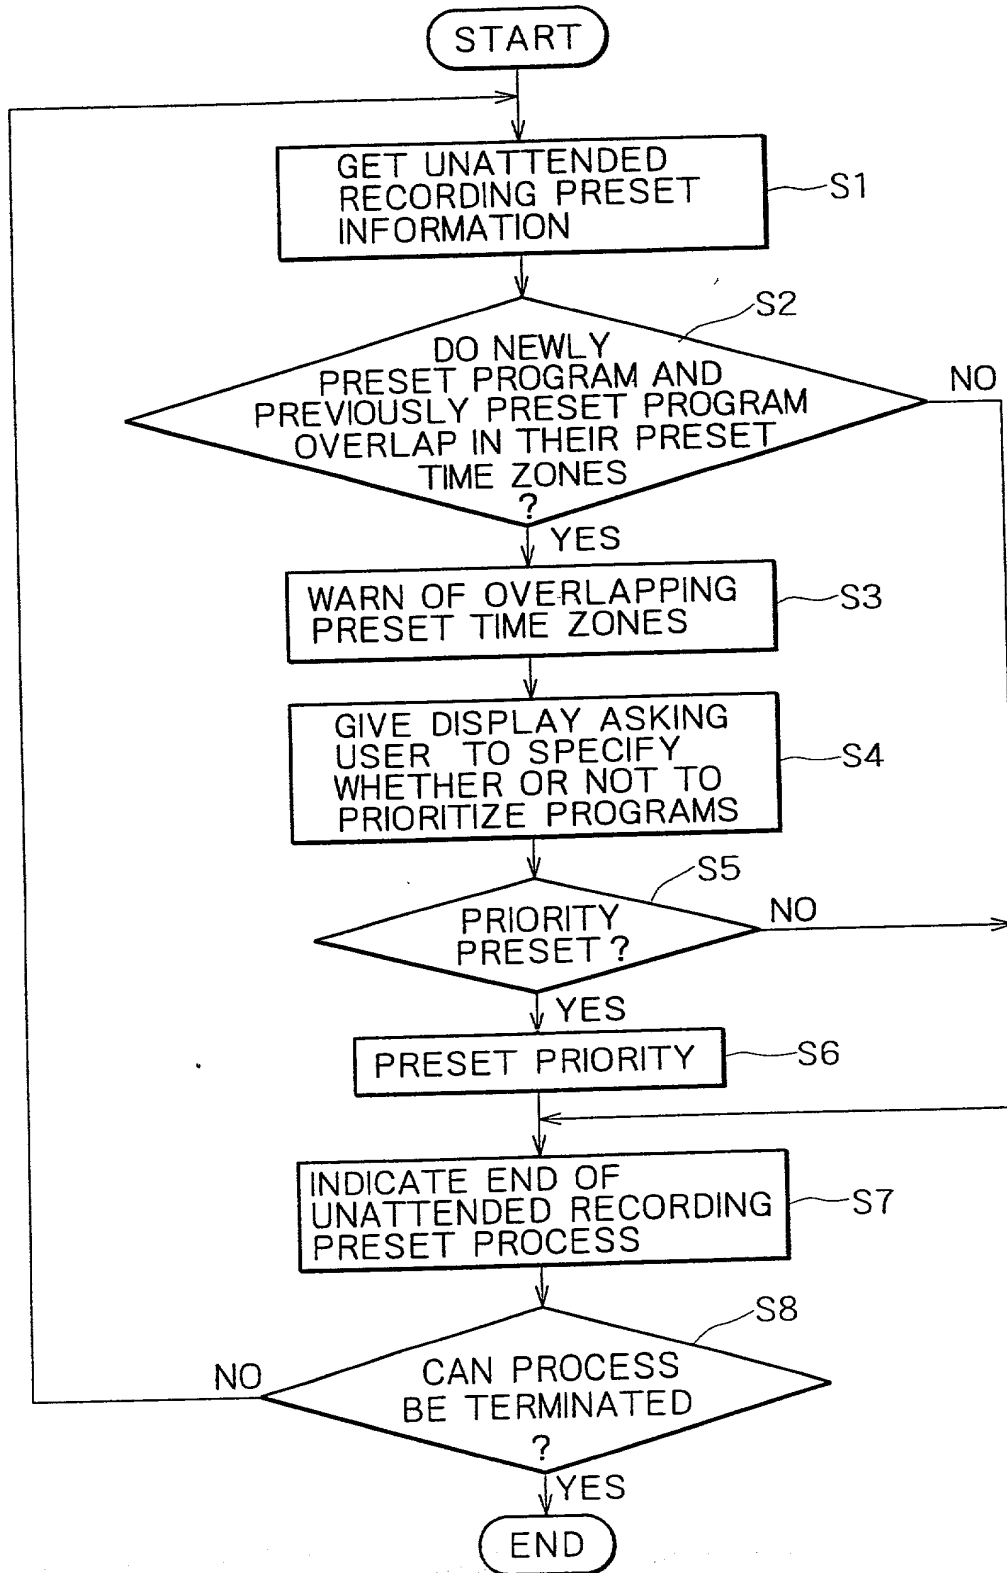 START
GET UNATTENDED
RECORDING PRESET
INFORMATION
S1
S2
DO NEWLY
PRESET PROGRAM AND
PREVIOUSLY PRESET PROGRAM
OVERLAP IN THEIR PRESET
TIME ZONES
?
NO
YES
WARN OF OVERLAPPING
PRESET TIME ZONES
S3
GIVE DISPLAY ASKING
USER TO SPECIFY
WHETHER OR NOT TO
PRIORITIZE PROGRAMS
S4
S5
PRIORITY
PRESET?
NO
YES
PRESET PRIORITY
S6
INDICATE END OF
UNATTENDED RECORDING
PRESET PROCESS
S7
S8
CAN PROCESS
BE TERMINATED
?
NO
YES
END